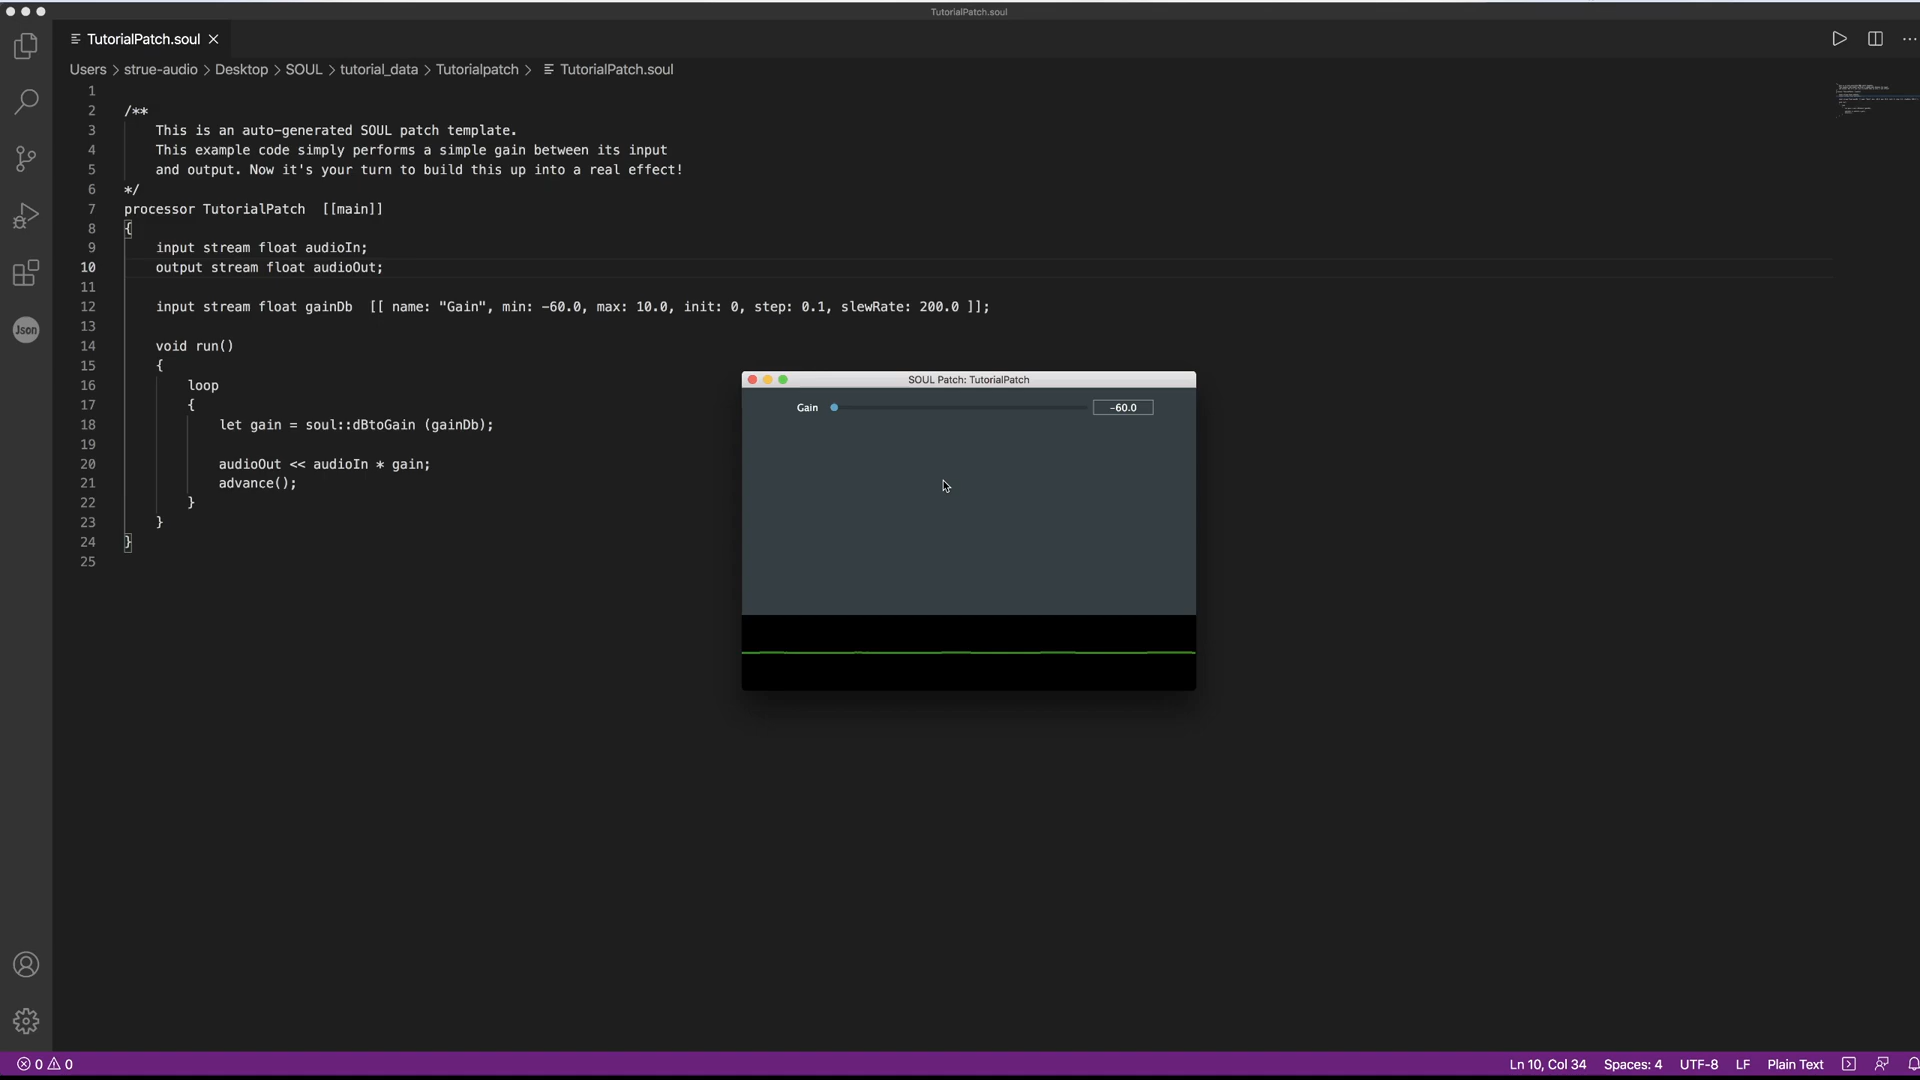 TutorialPatch.soul
TutorialPatch.soul
Users > strue-audio > Desktop > SOUL > tutorial_data > Tutorialpatch > TutorialPatch.soul
1
2 /**
3 This is an auto-generated SOUL patch template.
4 This example code simply performs a simple gain between its input
5 and output. Now it's your turn to build this up into a real effect!
6 */
7 processor TutorialPatch [[main]]
8 {
9 input stream float audioIn;
10 output stream float audioOut;
11
12 input stream float gainDb [[ name: "Gain", min: -60.0, max: 10.0, init: 0, step: 0.1, slewRate: 200.0 ]];
13
14 void run()
15 {
16 loop
17 {
18 let gain = soul::dBtoGain (gainDb);
19
20 audioOut << audioIn * gain;
21 advance();
22 }
23 }
24 }
25
Json
SOUL Patch: TutorialPatch
Gain -60.0
0 0 Ln 10, Col 34 Spaces: 4 UTF-8 LF Plain Text